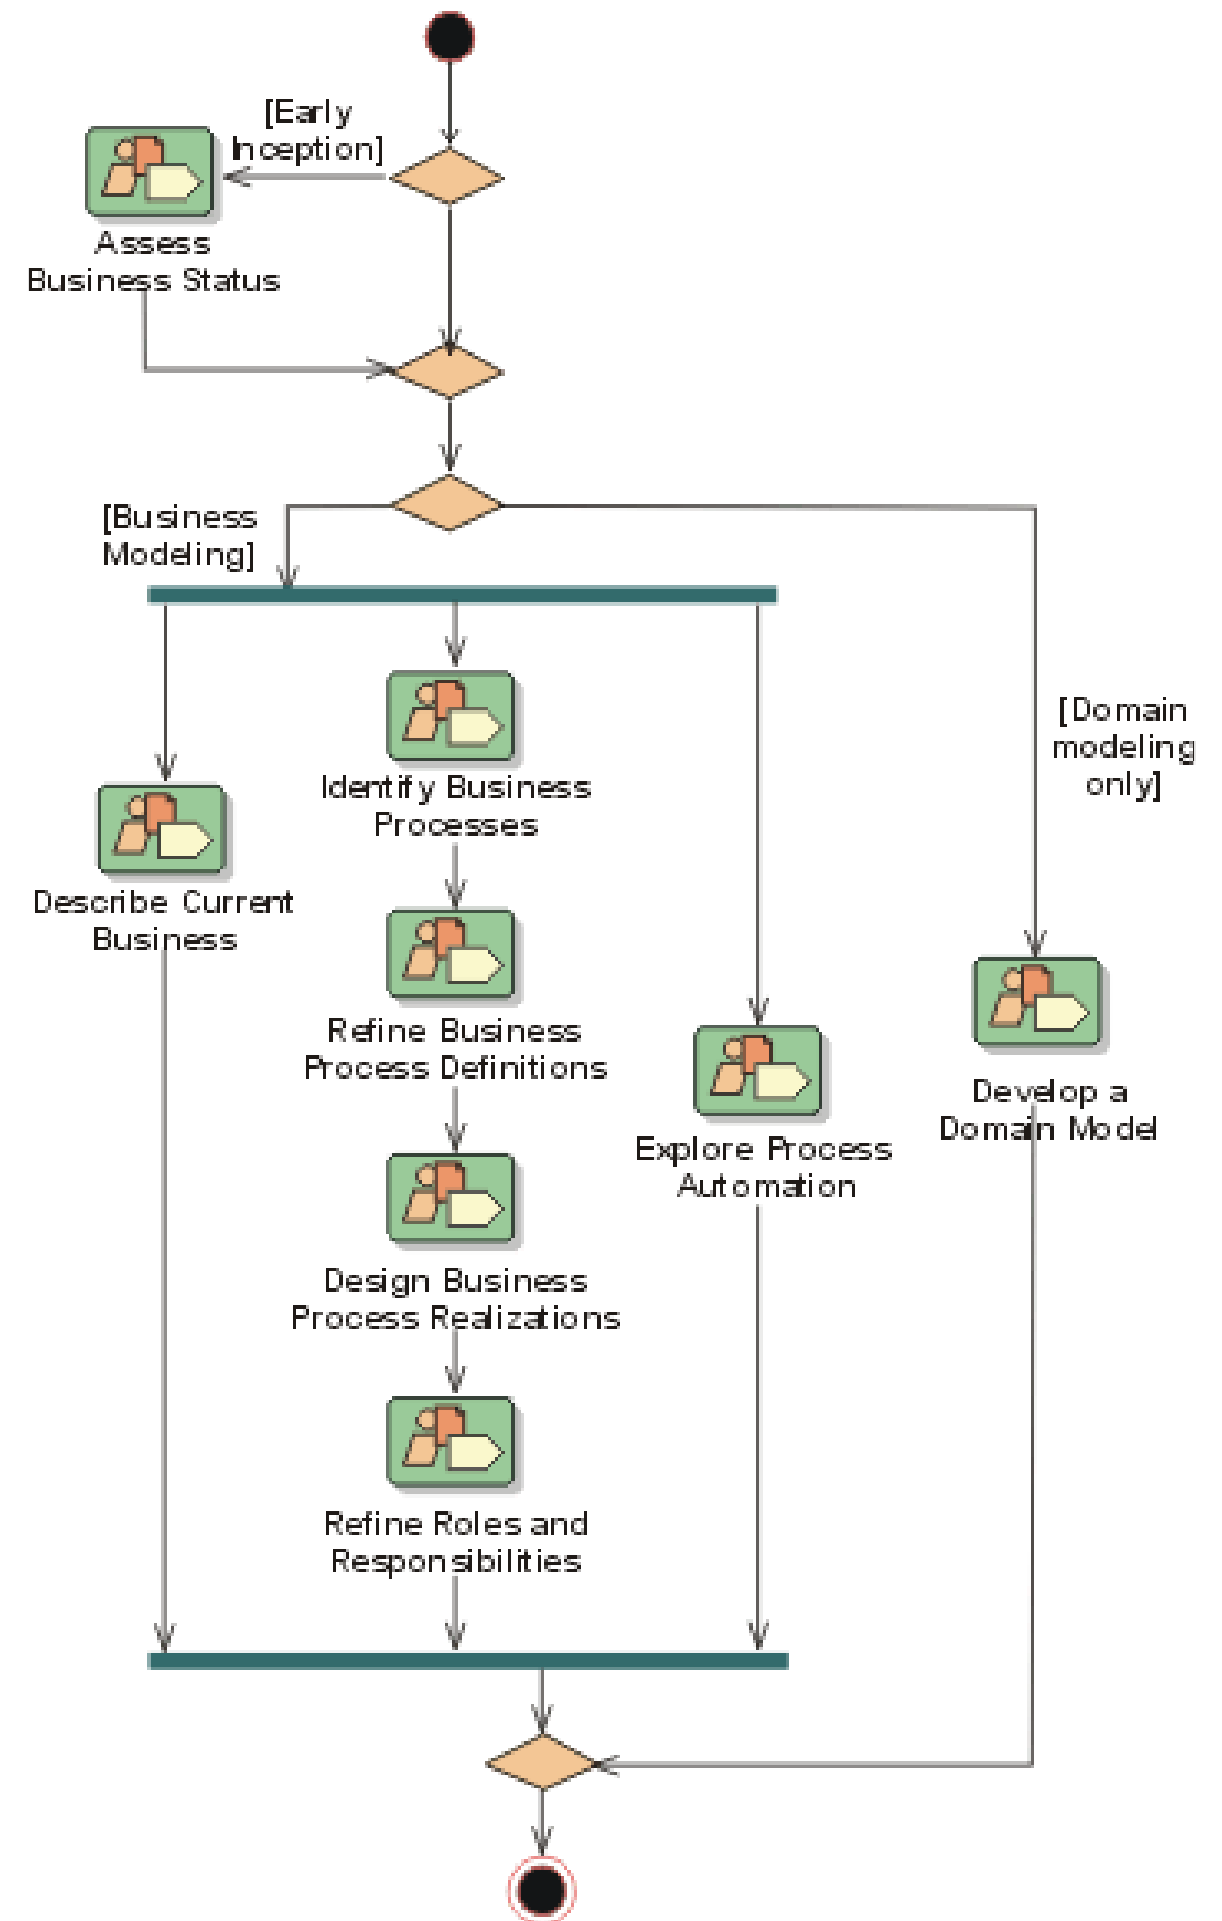 [Early
Inception]
Assess
Business Status
[Business
Modeling]
[Domain
modeling
only]
Identify Business
Processes
Describe Current
Business
Refine Business
Process Definitions
Develop a
Domain Model
Explore Process
Automation
Design Business
Process Realizations
Refine Roles and
Responsibilities